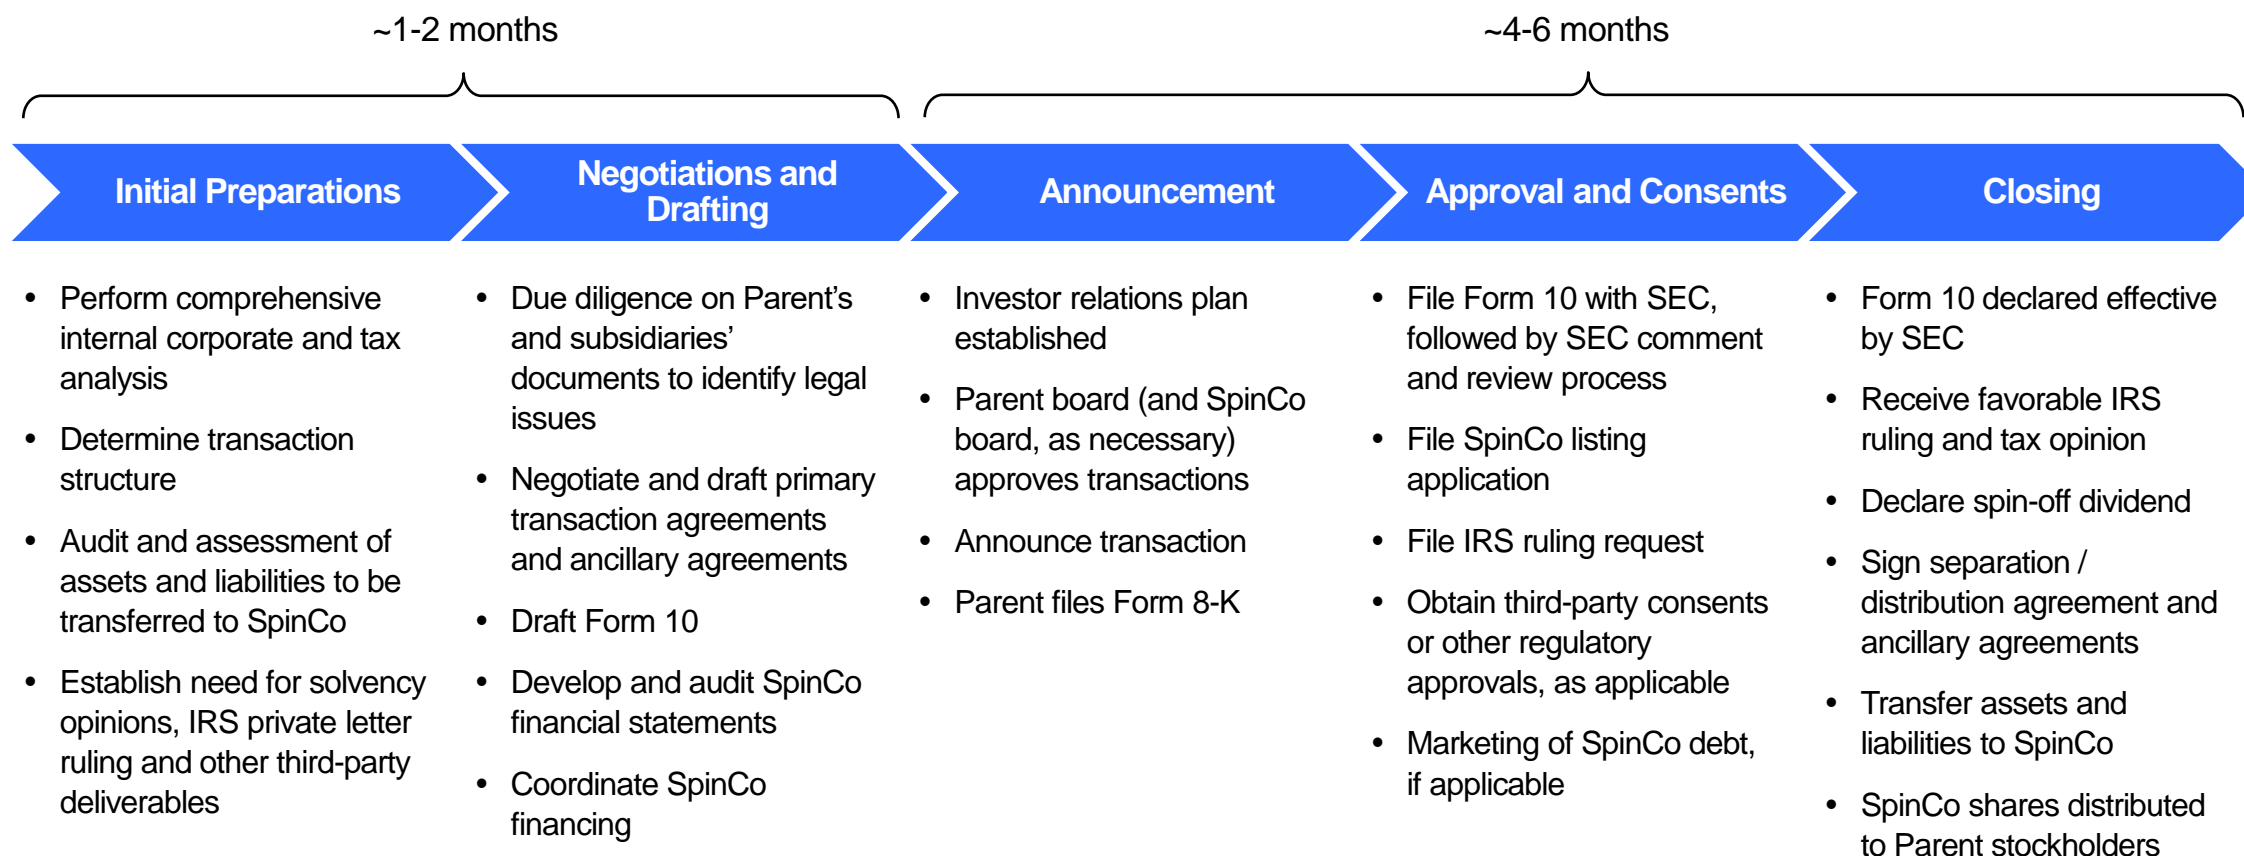 ~1-2 months
~4-6 months
Initial Preparations
Negotiations and
Drafting
Announcement
Approval and Consents
Closing
• Perform comprehensive
internal corporate and tax
analysis
• Determine transaction
structure
• Audit and assessment of
assets and liabilities to be
transferred to SpinCo
• Establish need for solvency
opinions, IRS private letter
ruling and other third-party
deliverables
• Due diligence on Parent’s
and subsidiaries’
documents to identify legal
issues
• Negotiate and draft primary
transaction agreements
and ancillary agreements
• Draft Form 10
• Develop and audit SpinCo
financial statements
• Coordinate SpinCo
financing
• Investor relations plan
established
• Parent board (and SpinCo
board, as necessary)
approves transactions
• Announce transaction
• Parent files Form 8-K
• File Form 10 with SEC,
followed by SEC comment
and review process
• File SpinCo listing
application
• File IRS ruling request
• Obtain third-party consents
or other regulatory
approvals, as applicable
• Marketing of SpinCo debt,
if applicable
• Form 10 declared effective
by SEC
• Receive favorable IRS
ruling and tax opinion
• Declare spin-off dividend
• Sign separation /
distribution agreement and
ancillary agreements
• Transfer assets and
liabilities to SpinCo
• SpinCo shares distributed
to Parent stockholders